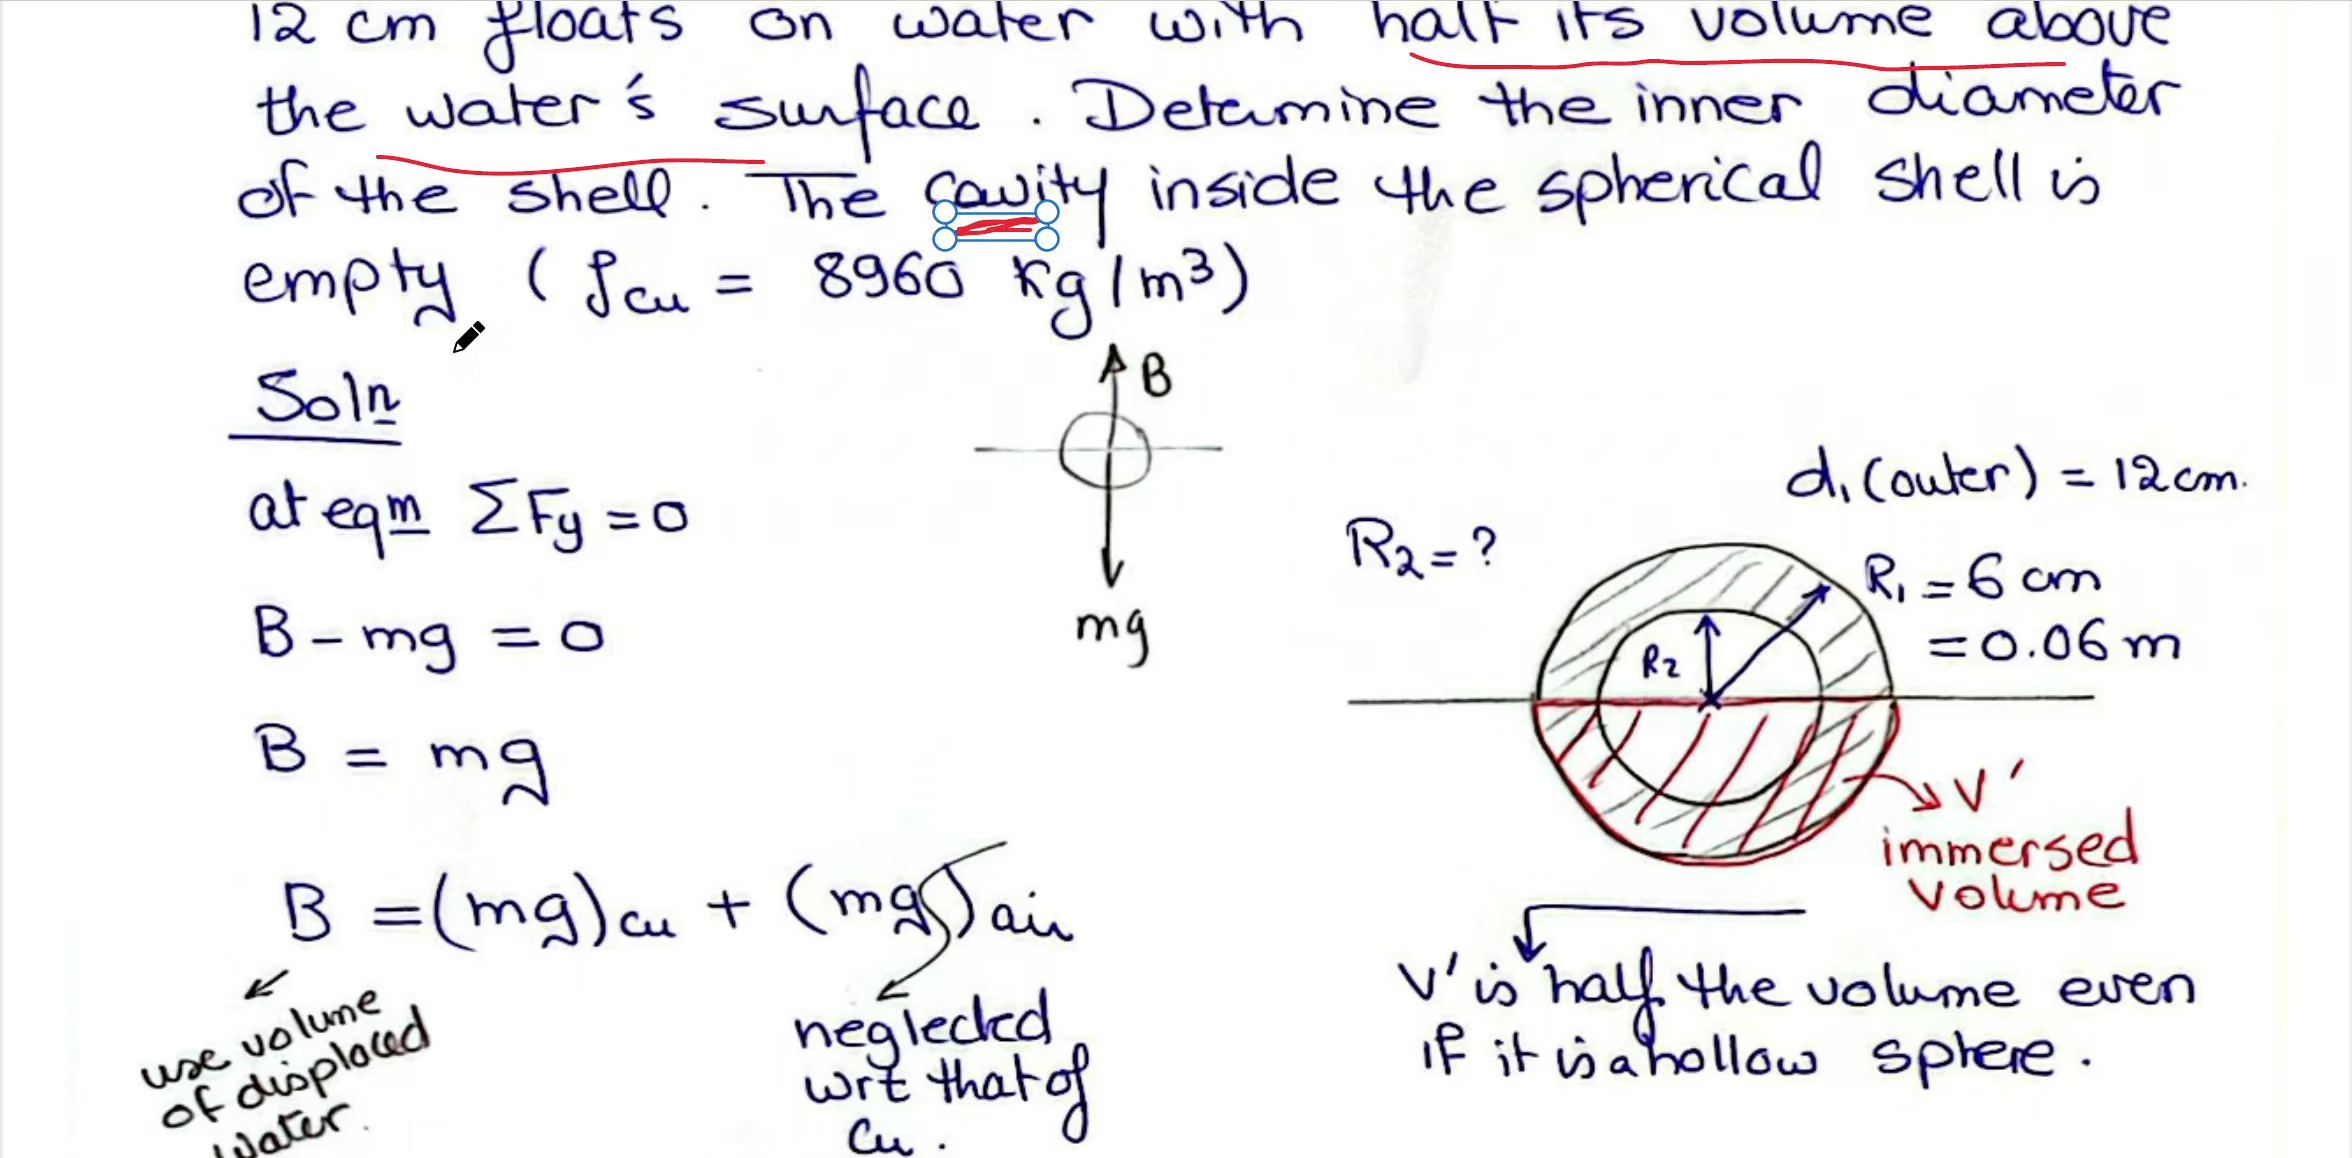 12 cm floats on water with half its volume above
the water's surface. Determine the inner diameter
of the shell. The cavity inside the spherical shell is
empty (ρcu = 8960 kg/m³)
Soln
at eqm ΣFy = 0
B - mg = 0
B = mg
B = (mg)cu + (mg)air
use volume
of displaced
water.
neglected
wrt that of
Cu.
B
mg
d₁ (outer) = 12 cm.
R₂ = ?
R₁ = 6 cm
= 0.06 m
R₂
V'
immersed
volume
V' is half the volume even
if it is a hollow sphere.